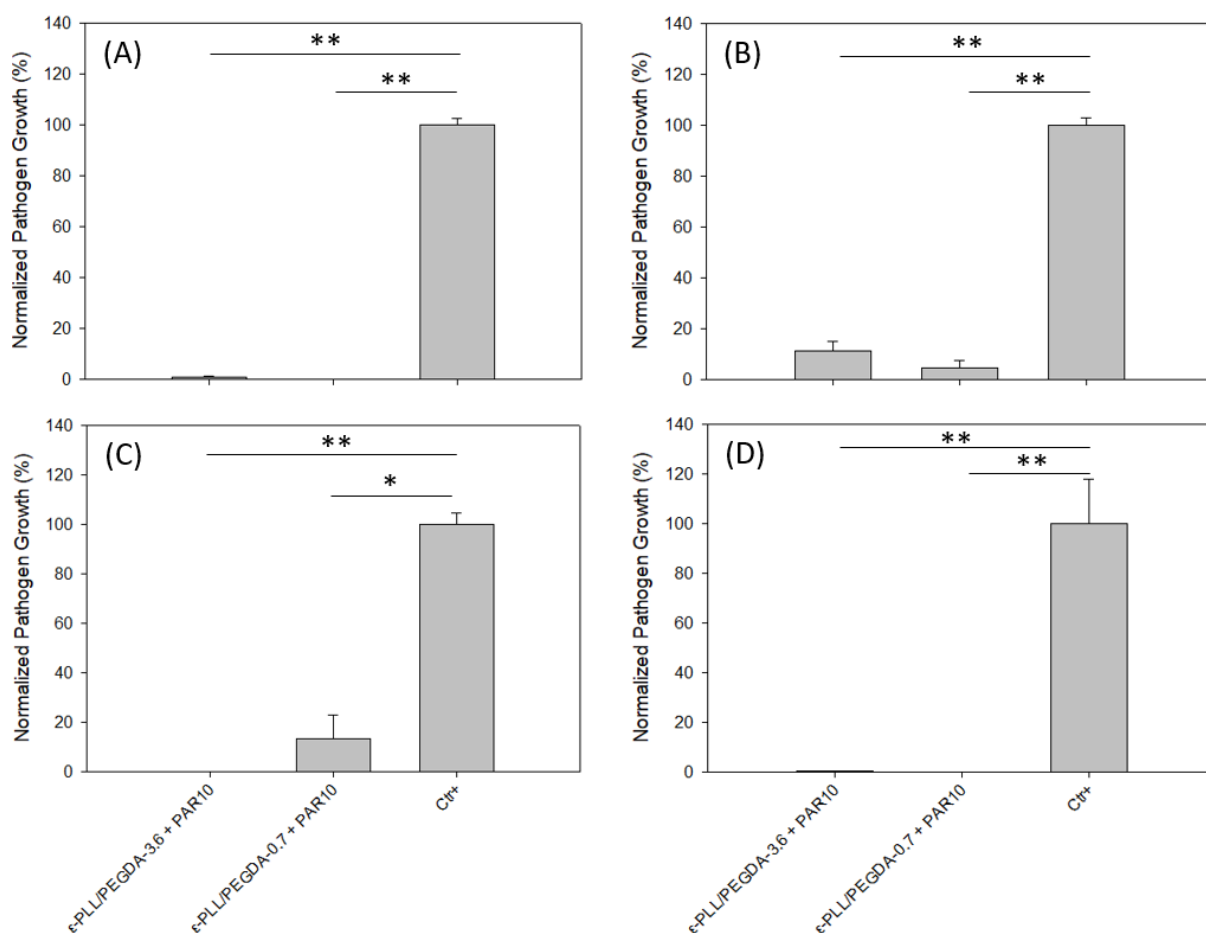 (A)
**
**
Normalized Pathogen Growth (%)
140
120
100
80
60
40
20
0
(B)
**
**
Normalized Pathogen Growth (%)
140
120
100
80
60
40
20
0
(C)
**
*
Normalized Pathogen Growth (%)
140
120
100
80
60
40
20
0
ε-PLL/PEGDA-3.6 + PAR10
ε-PLL/PEGDA-0.7 + PAR10
Ctr+
(D)
**
**
Normalized Pathogen Growth (%)
140
120
100
80
60
40
20
0
ε-PLL/PEGDA-3.6 + PAR10
ε-PLL/PEGDA-0.7 + PAR10
Ctr+